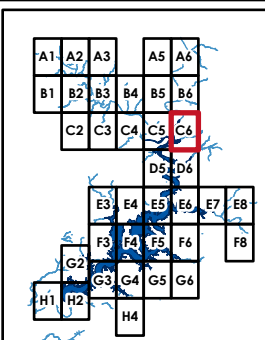 A1 A2 A3 A5 A6
B1 B2 B3 B4 B5 B6
C2 C3 C4 C5 C6
D5 D6
E3 E4 E5 E6 E7 E8
F3 F4 F5 F6 F8
G2
G3 G4 G5 G6
H1 H2
H4